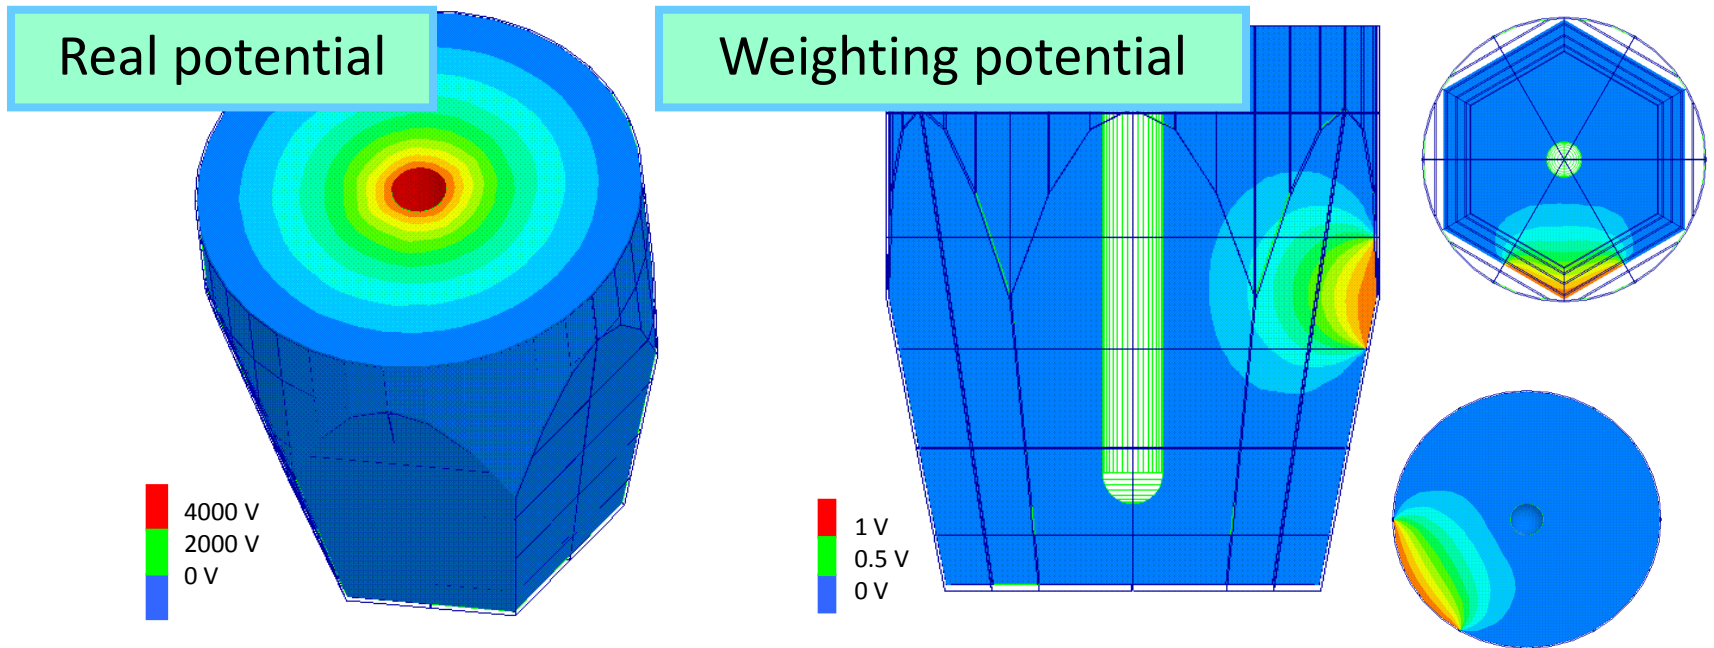 Real potential
Weighting potential
4000 V
2000 V
0 V
1 V
0.5 V
0 V